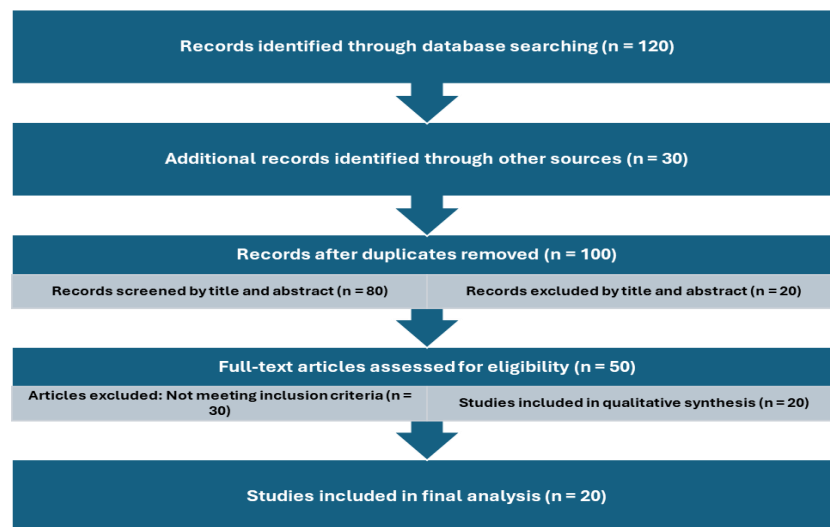 Records identified through database searching (n = 120)
Additional records identified through other sources (n = 30)
Records after duplicates removed (n = 100)
Records screened by title and abstract (n = 80)
Records excluded by title and abstract (n = 20)
Full-text articles assessed for eligibility (n = 50)
Articles excluded: Not meeting inclusion criteria (n =
30)
Studies included in qualitative synthesis (n = 20)
Studies included in final analysis (n = 20)